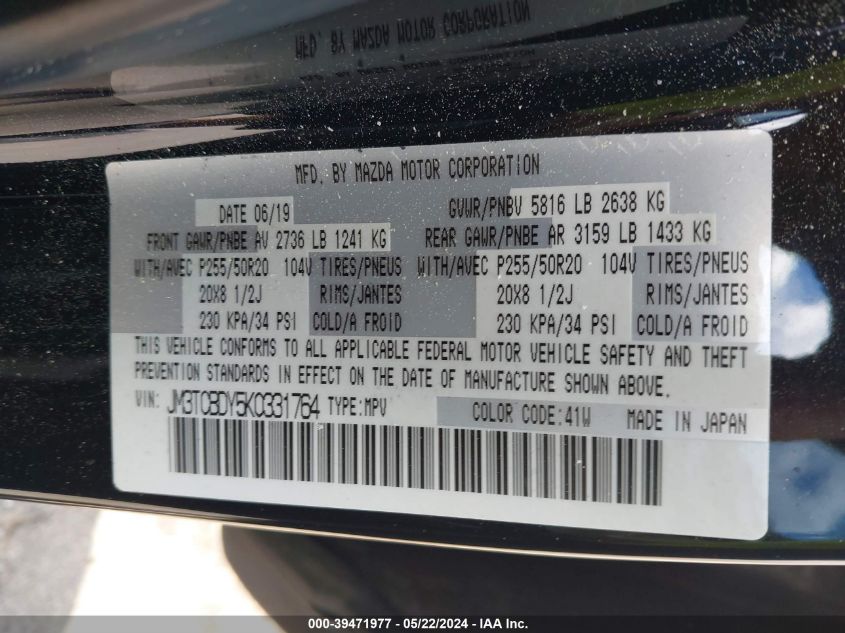 MFD. BY MAZDA MOTOR CORPORATION
MFD. BY MAZDA MOTOR CORPORATION
DATE 06/19 GVWR/PNBV 5816 LB 2638 KG
FRONT GAWR/PNBE AV 2736 LB 1241 KG REAR GAWR/PNBE AR 3159 LB 1433 KG
WITH/AVEC P255/50R20 104V TIRES/PNEUS WITH/AVEC P255/50R20 104V TIRES/PNEUS
20X8 1/2J RIMS/JANTES 20X8 1/2J RIMS/JANTES
230 KPA/34 PSI COLD/A FROID 230 KPA/34 PSI COLD/A FROID
THIS VEHICLE CONFORMS TO ALL APPLICABLE FEDERAL MOTOR VEHICLE SAFETY AND THEFT
PREVENTION STANDARDS IN EFFECT ON THE DATE OF MANUFACTURE SHOWN ABOVE.
VIN: JM3TCBDY5K0331764 TYPE:MPV COLOR CODE:41W MADE IN JAPAN
000-39471977 - 05/22/2024 - IAA Inc.